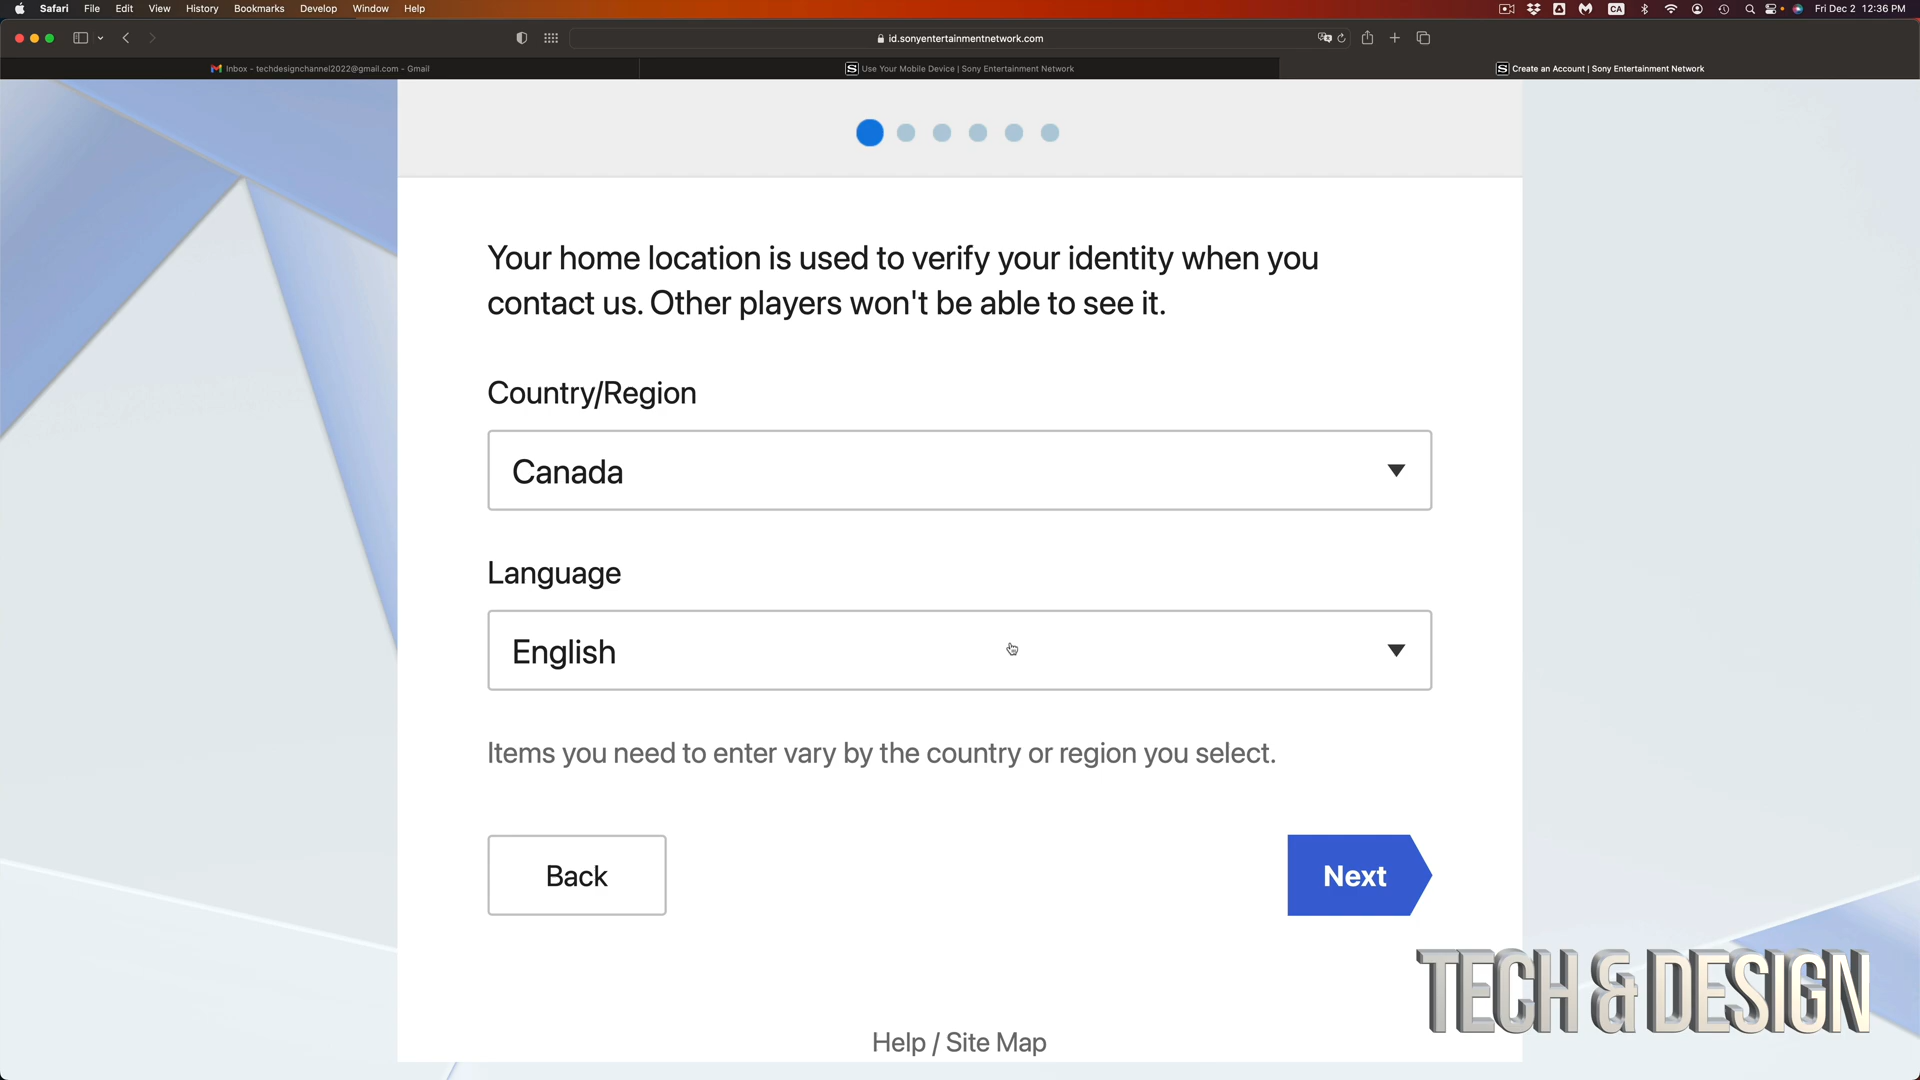 Safari File Edit View History Bookmarks Develop Window Help
CA
Fri Dec 2 12:36 PM
id.sonyentertainmentnetwork.com
Inbox - techdesignchannel2022@gmail.com - Gmail
S Use Your Mobile Device | Sony Entertainment Network
S Create an Account | Sony Entertainment Network
Your home location is used to verify your identity when you
contact us. Other players won't be able to see it.
Country/Region
Canada
Language
English
Items you need to enter vary by the country or region you select.
Back
Next
TECH & DESIGN
Help / Site Map